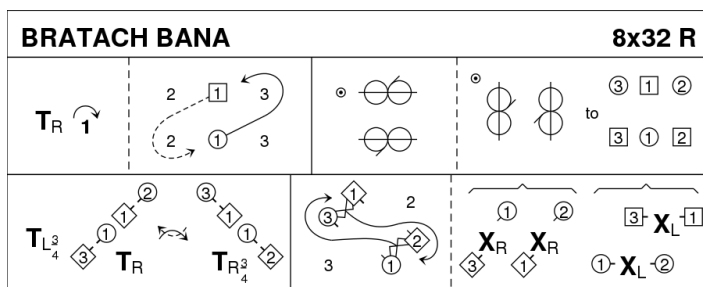 BRATACH BANA 8x32 R
2 1 3 3 1 2
T R 1 to
2 1 3 3 1 2
2 3 1
1 1 2 1 1 2
T L 3/4 1 1 3 X L 1
T R T R 3/4 3 2 X R X R
3 2 3 1 3 1 1 X L 2